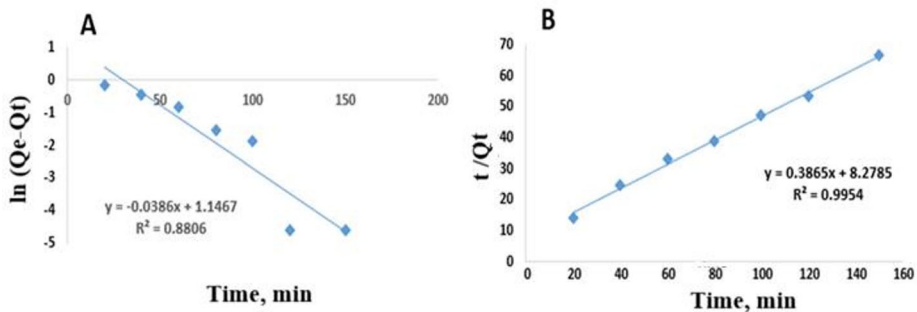 A
1
0
0
50
100
150
200
-1
-2
-3
-4
-5
ln (Qe-Qt)
y = -0.0386x + 1.1467
R² = 0.8806
Time, min
B
70
60
50
40
30
20
10
0
0
20
40
60
80
100
120
140
160
t /Qt
y = 0.3865x + 8.2785
R² = 0.9954
Time, min